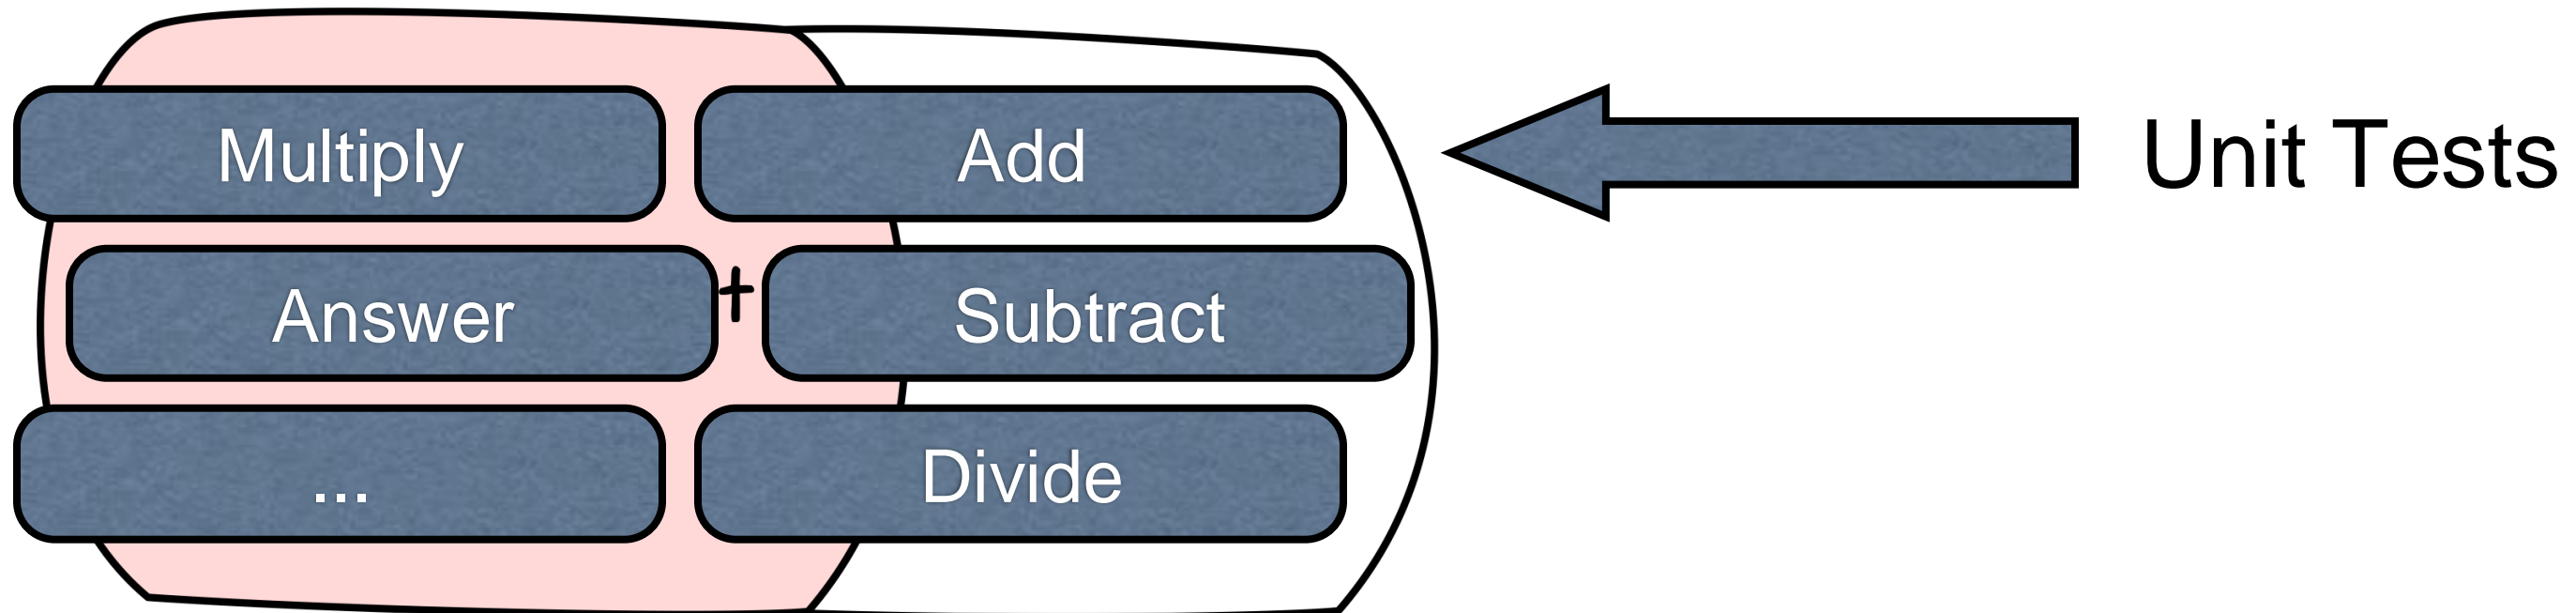 Multiply
Add
Unit Tests
Answer
+
Subtract
...
Divide